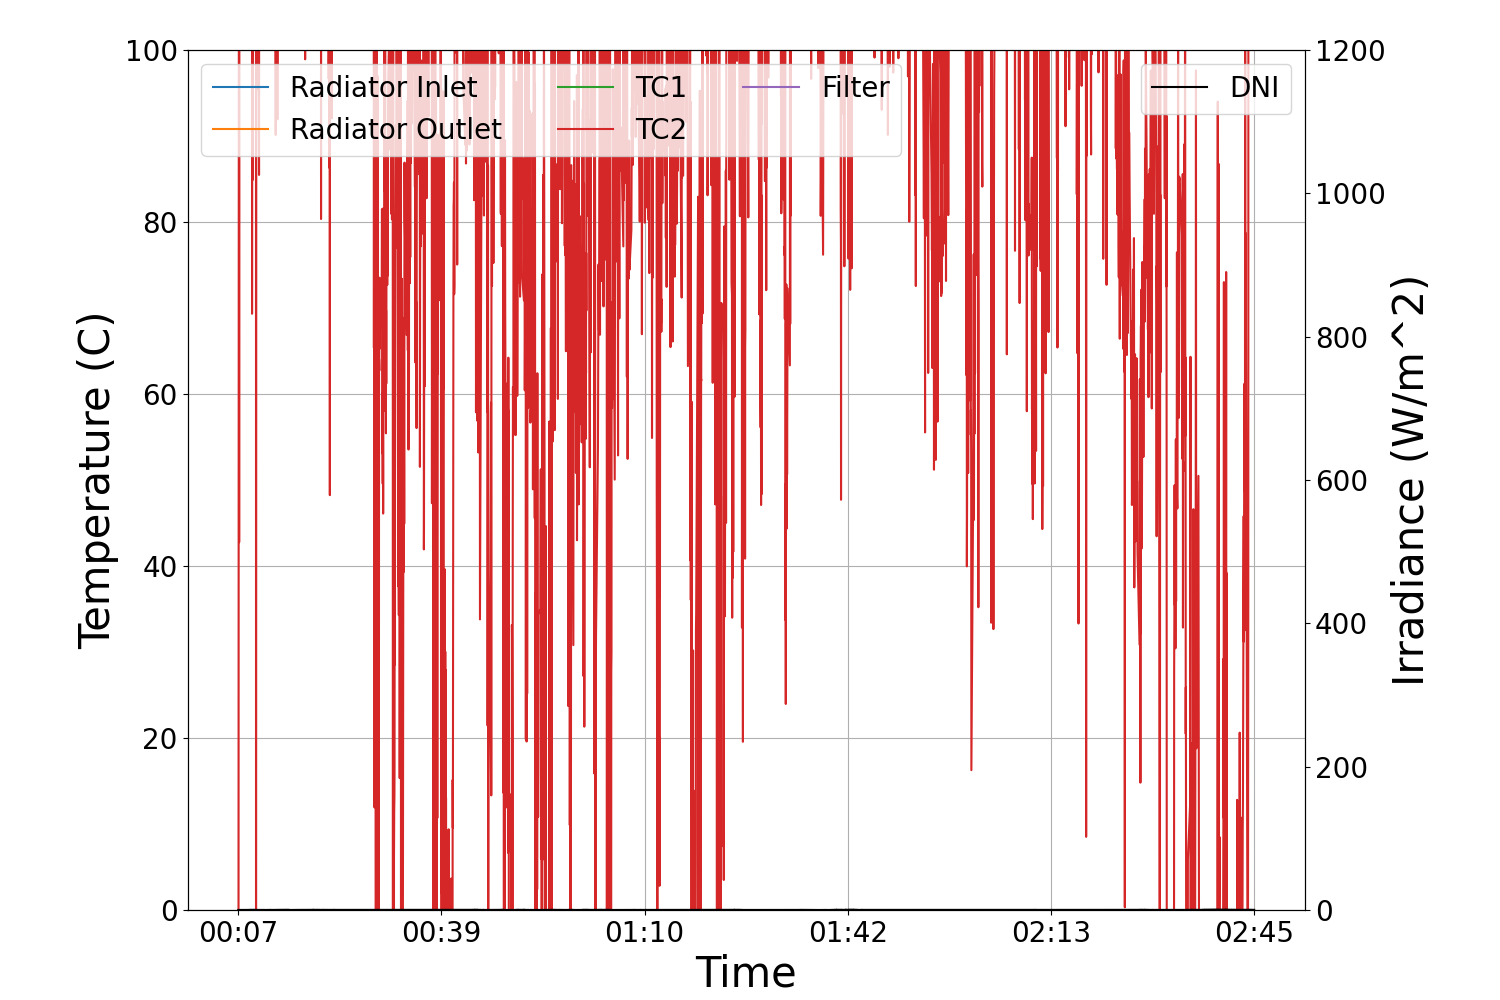 Radiator Inlet
Radiator Outlet
TC1
TC2
Filter
DNI
Temperature (C)
100
80
60
40
20
0
Irradiance (W/m^2)
1200
1000
800
600
400
200
0
00:07 00:39 01:10 01:42 02:13 02:45
Time